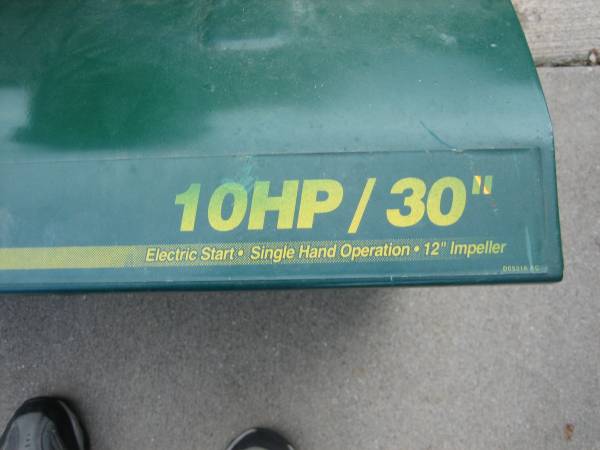 10HP / 30"
Electric Start • Single Hand Operation • 12" Impeller